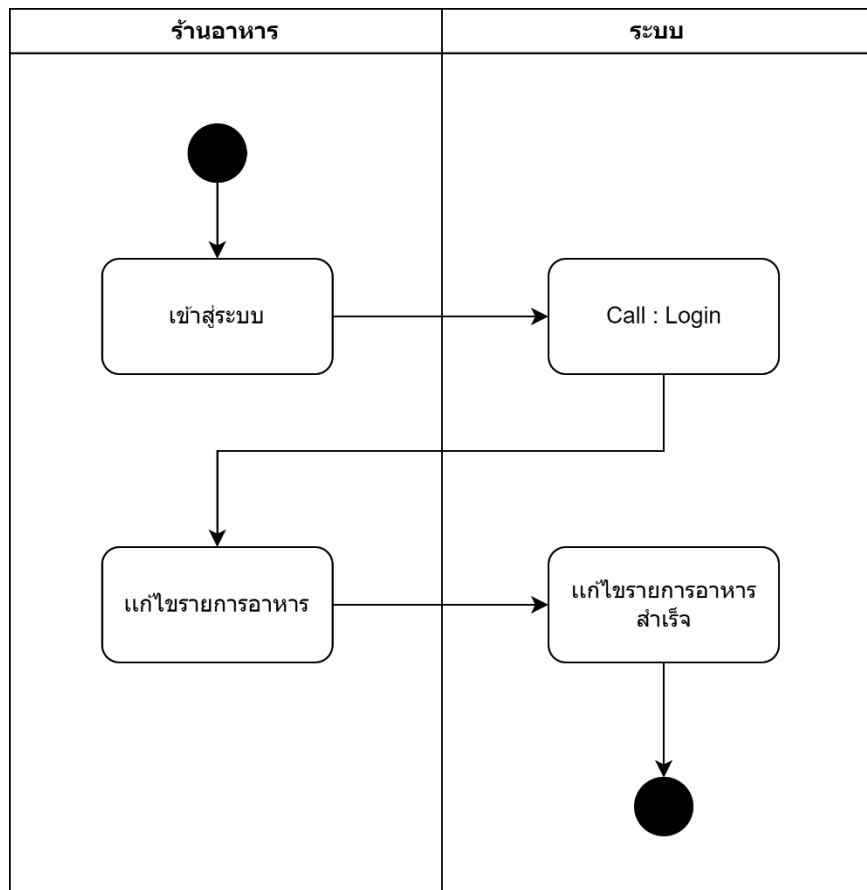 ร้านอาหาร
ระบบ
เข้าสู่ระบบ
Call : Login
แก้ไขรายการอาหาร
แก้ไขรายการอาหาร
สำเร็จ